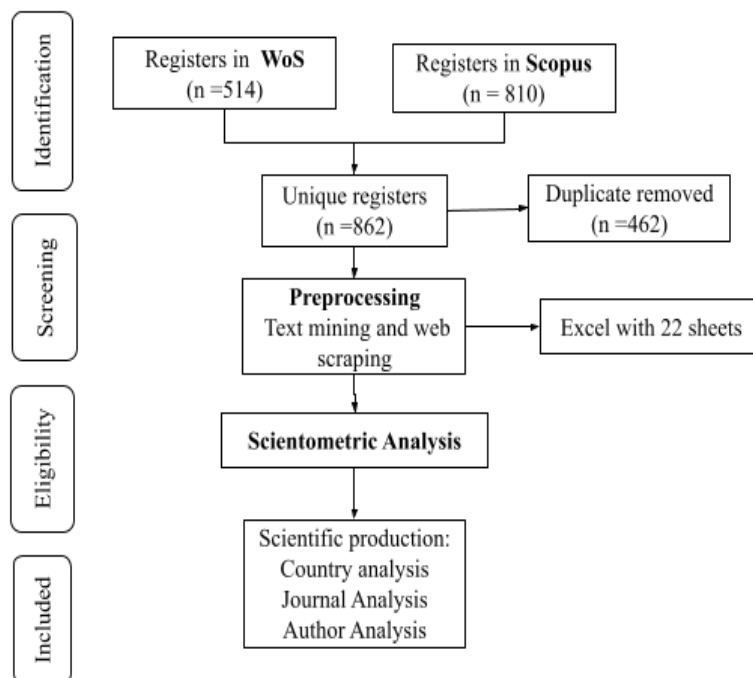 Identification
Registers in WoS
(n =514)
Registers in Scopus
(n = 810)
Unique registers
(n =862)
Duplicate removed
(n =462)
Screening
Preprocessing
Text mining and web
scraping
Excel with 22 sheets
Eligibility
Scientometric Analysis
Included
Scientific production:
Country analysis
Journal Analysis
Author Analysis